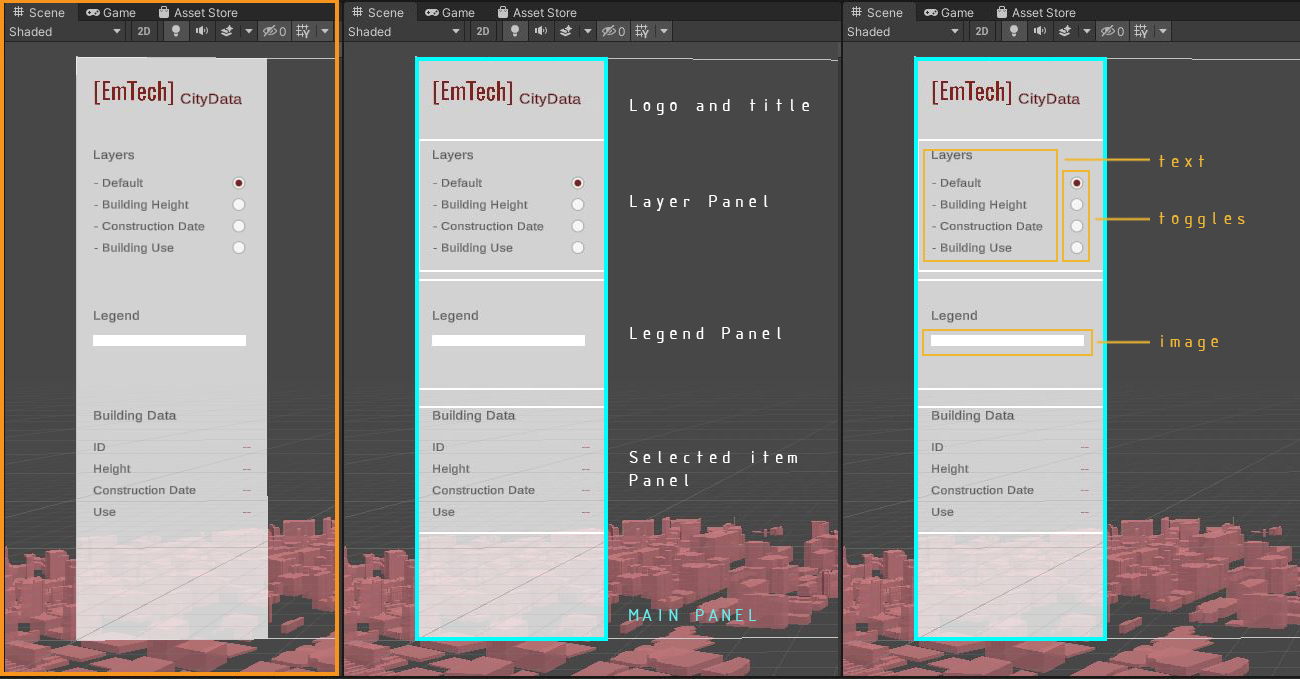 Scene Game Asset Store
Shaded 2D 0
[EmTech] CityData
Layers
- Default
- Building Height
- Construction Date
- Building Use
Legend
Building Data
ID --
Height --
Construction Date --
Use --
Scene Game Asset Store
Shaded 2D 0
[EmTech] CityData
Logo and title
Layers
- Default
- Building Height
- Construction Date
- Building Use
Layer Panel
Legend
Legend Panel
Building Data
ID --
Height --
Construction Date --
Use --
Selected item
Panel
MAIN PANEL
Scene Game Asset Store
Shaded 2D 0
[EmTech] CityData
Layers
- Default
- Building Height
- Construction Date
- Building Use
text
toggles
Legend
image
Building Data
ID --
Height --
Construction Date --
Use --